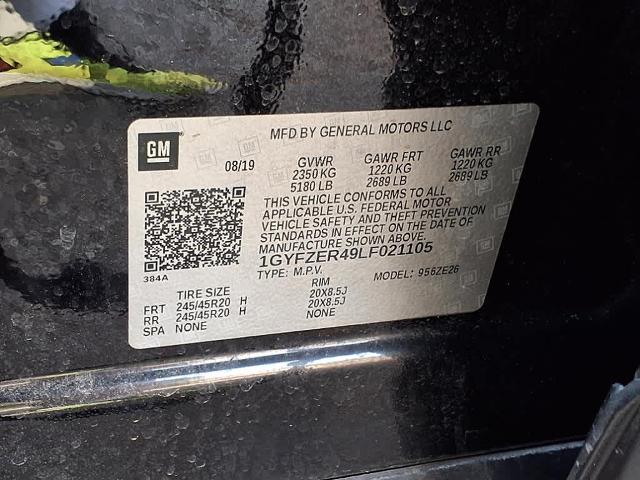 MFD BY GENERAL MOTORS LLC
GM
08/19 GVWR GAWR FRT GAWR RR
2350 KG 1220 KG 1220 KG
5180 LB 2689 LB 2689 LB
THIS VEHICLE CONFORMS TO ALL
APPLICABLE U.S. FEDERAL MOTOR
VEHICLE SAFETY AND THEFT PREVENTION
STANDARDS IN EFFECT ON THE DATE OF
MANUFACTURE SHOWN ABOVE.
1GYFZER49LF021105
384A TYPE: M.P.V. MODEL: 956ZE26
TIRE SIZE RIM
FRT 245/45R20 H 20X8.5J
RR 245/45R20 H 20X8.5J
SPA NONE NONE